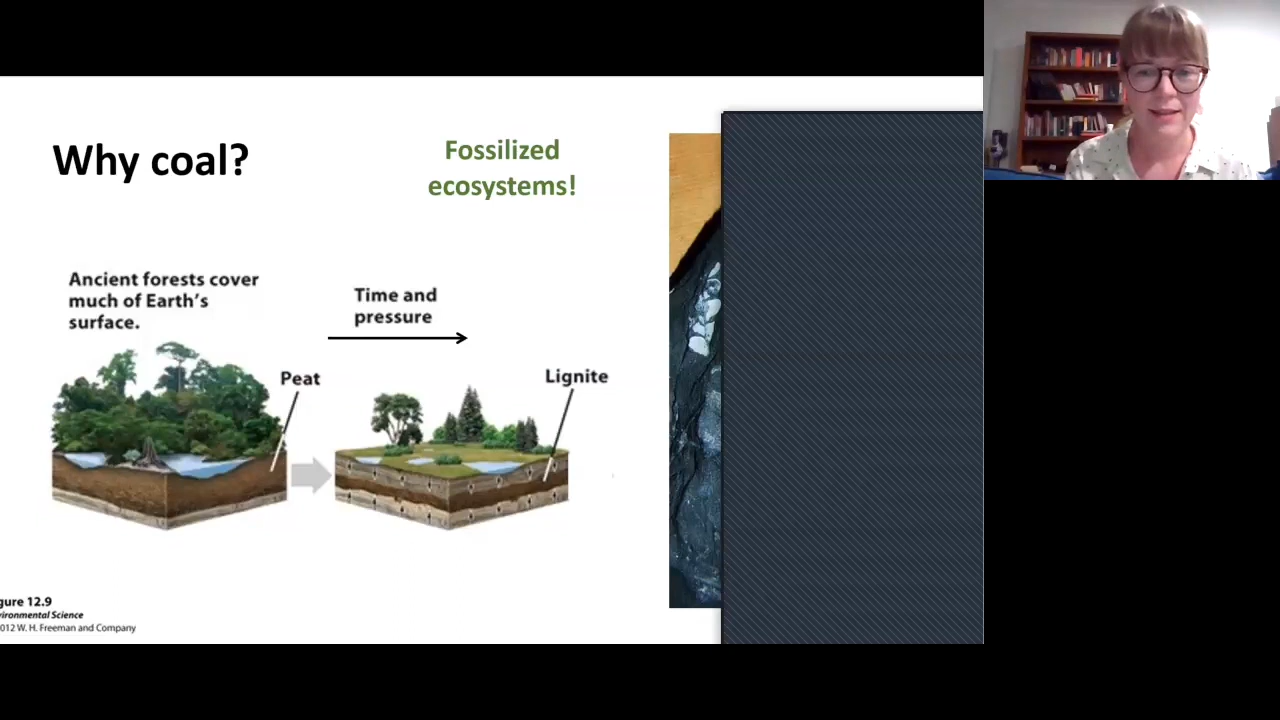 Why coal?
Fossilized
ecosystems!
Ancient forests cover
much of Earth's
surface.
Time and
pressure
Peat
Lignite
gure 12.9
vironmental Science
012 W. H. Freeman and Company